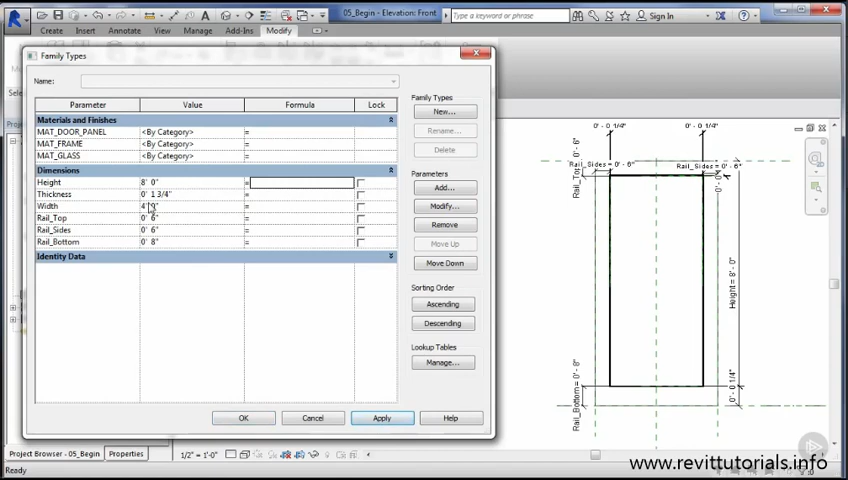 05_Begin - Elevation: Front
Type a keyword or phrase
Sign In
Create
Insert
Annotate
View
Manage
Add-Ins
Modify
Family Types
Name:
Parameter
Value
Formula
Lock
Materials and Finishes
MAT_DOOR_PANEL
<By Category>
=
MAT_FRAME
<By Category>
=
MAT_GLASS
<By Category>
=
Dimensions
Height
8' 0"
=
Thickness
0' 1 3/4"
=
Width
=
Rail_Top
0' 6"
=
Rail_Sides
0' 6"
=
Rail_Bottom
0' 8"
=
Identity Data
Family Types
New...
Rename...
Delete
Parameters
Add...
Modify...
Remove
Move Up
Move Down
Sorting Order
Ascending
Descending
Lookup Tables
Manage...
OK
Cancel
Apply
Help
0' - 0 1/4"
0' - 0 1/4"
Rail_Sides = 0' - 6"
Rail_Sides = 0' - 6"
Height = 8' - 0"
0' - 0 1/4"
Rail_Bottom = 0' - 8"
Project Browser - 05_Begin
Properties
1/2" = 1'-0"
Ready
www.revittutorials.info